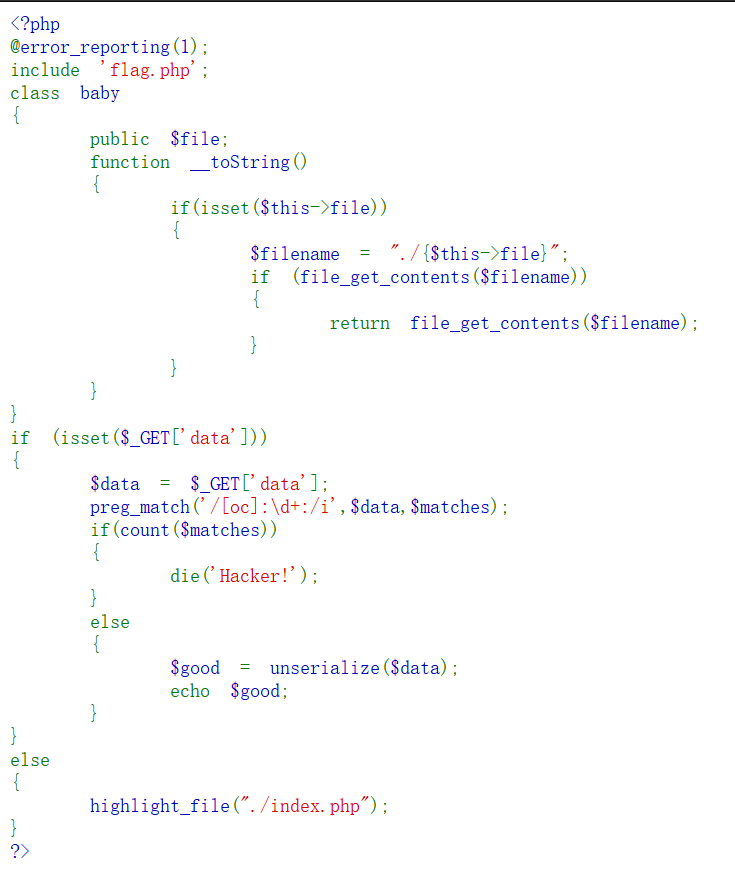 <?php
@error_reporting(1);
include 'flag.php';
class baby
{
public $file;
function __toString()
{
if(isset($this->file))
{
$filename = "./{$this->file}";
if (file_get_contents($filename))
{
return file_get_contents($filename);
}
}
}
}
if (isset($_GET['data']))
{
$data = $_GET['data'];
preg_match('/[oc]:\d+:/i',$data,$matches);
if(count($matches))
{
die('Hacker!');
}
else
{
$good = unserialize($data);
echo $good;
}
}
else
{
highlight_file("./index.php");
}
?>